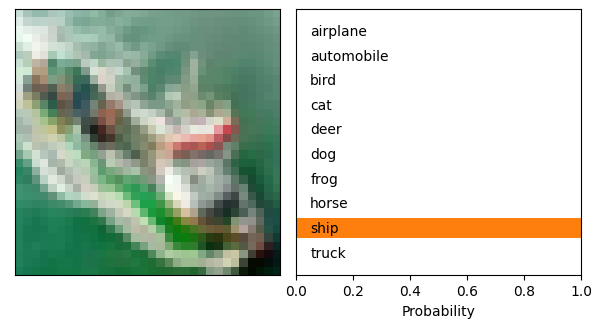 airplane
automobile
bird
cat
deer
dog
frog
horse
ship
truck
0.0 0.2 0.4 0.6 0.8 1.0
Probability